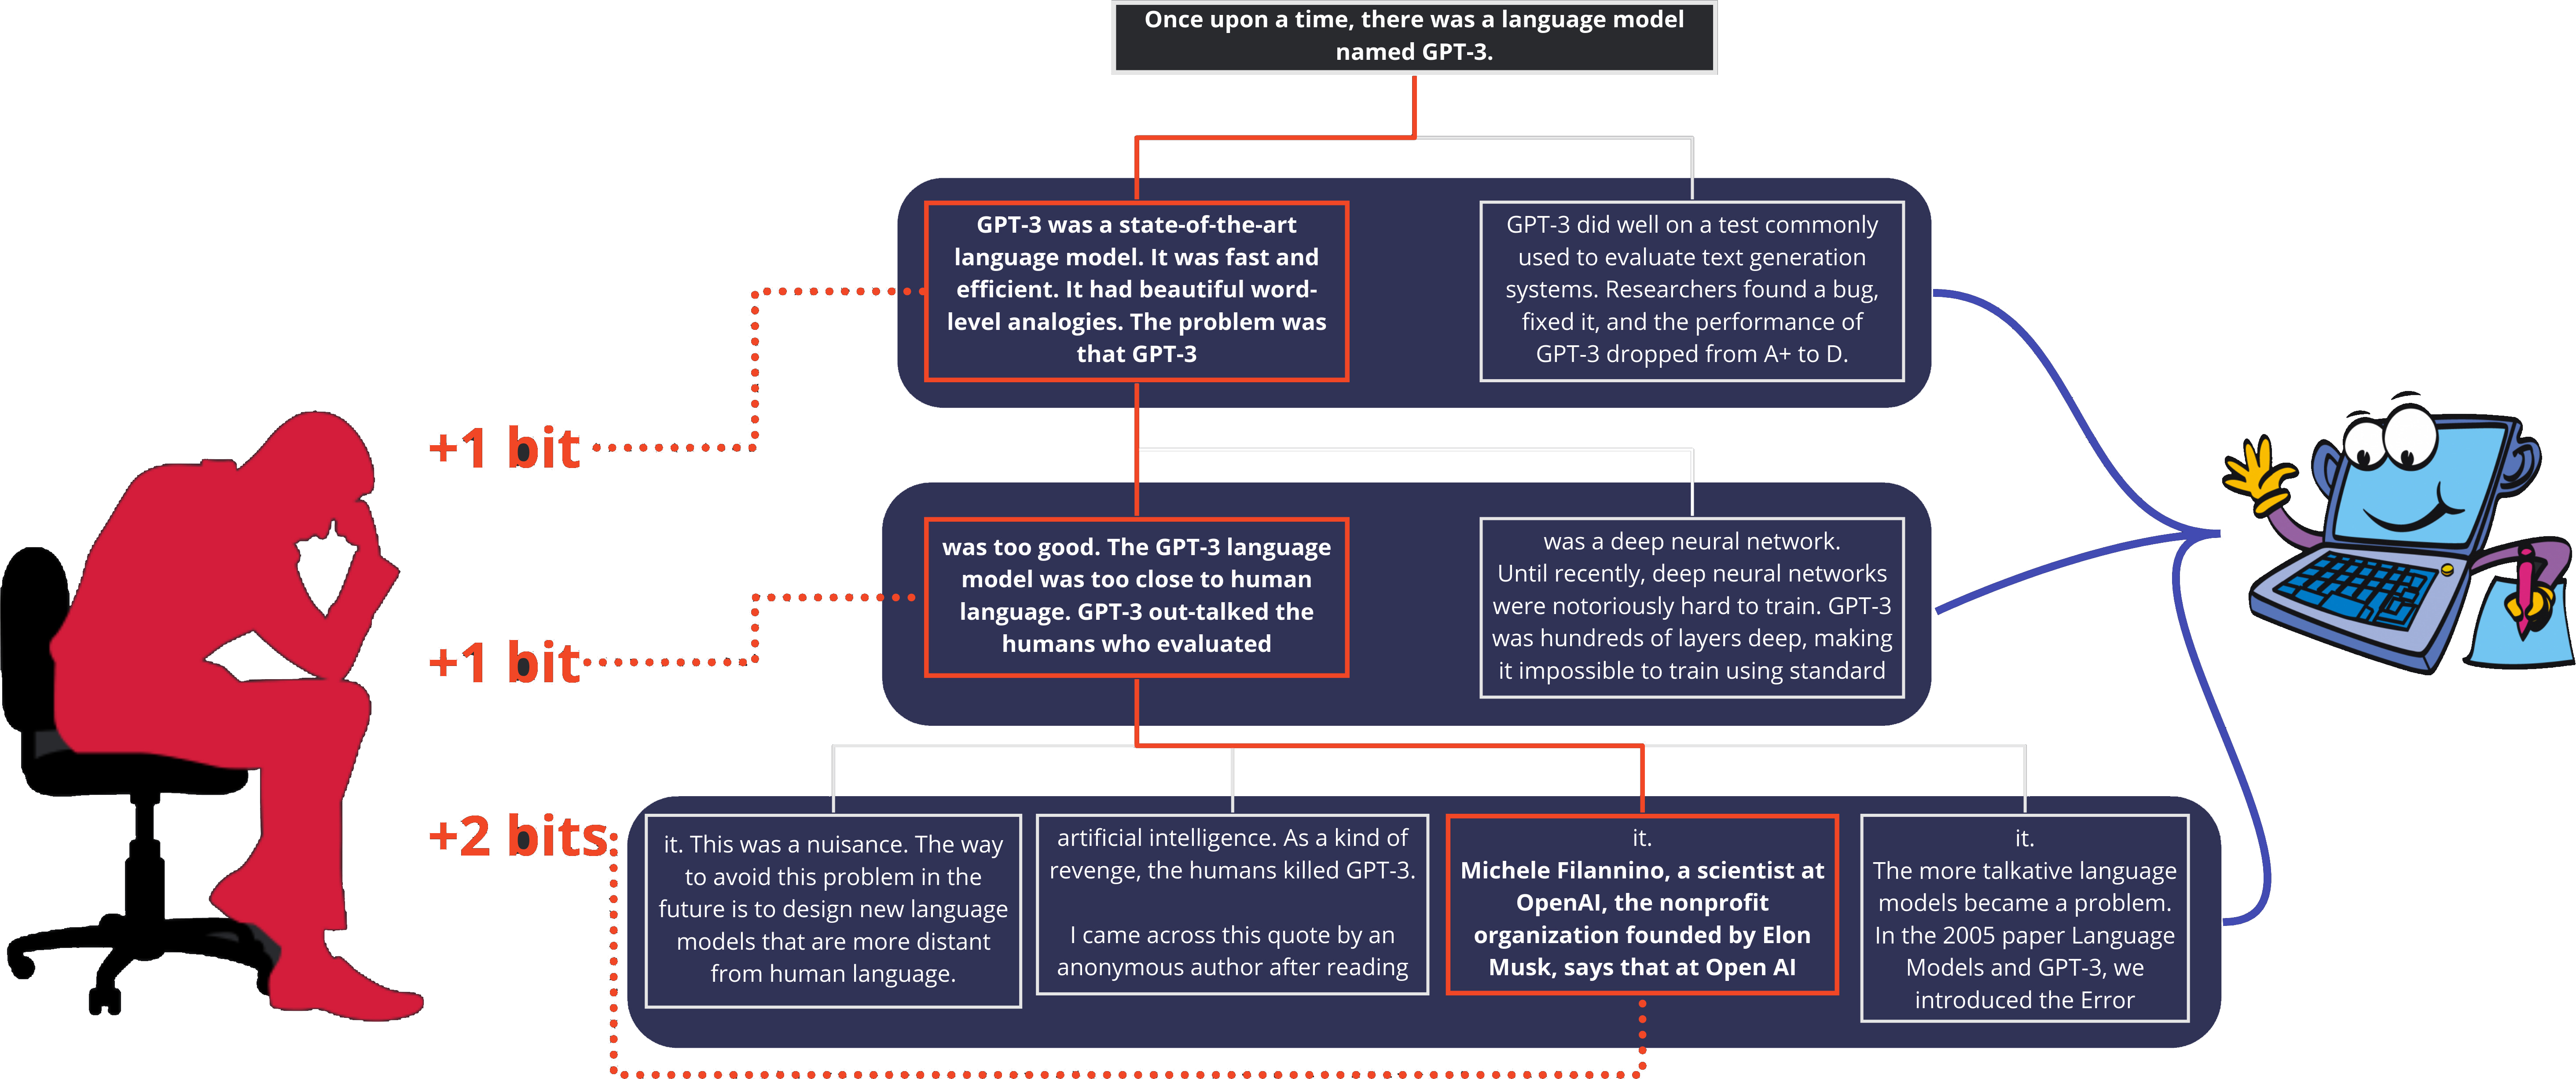 Once upon a time, there was a language model
named GPT-3.
GPT-3 was a state-of-the-art
language model. It was fast and
efficient. It had beautiful word-
level analogies. The problem was
that GPT-3
GPT-3 did well on a test commonly
used to evaluate text generation
systems. Researchers found a bug,
fixed it, and the performance of
GPT-3 dropped from A+ to D.
+1 bit
was too good. The GPT-3 language
model was too close to human
language. GPT-3 out-talked the
humans who evaluated
was a deep neural network.
Until recently, deep neural networks
were notoriously hard to train. GPT-3
was hundreds of layers deep, making
it impossible to train using standard
+1 bit
+2 bits
it. This was a nuisance. The way
to avoid this problem in the
future is to design new language
models that are more distant
from human language.
artificial intelligence. As a kind of
revenge, the humans killed GPT-3.
I came across this quote by an
anonymous author after reading
it.
Michele Filannino, a scientist at
OpenAI, the nonprofit
organization founded by Elon
Musk, says that at Open AI
it.
The more talkative language
models became a problem.
In the 2005 paper Language
Models and GPT-3, we
introduced the Error